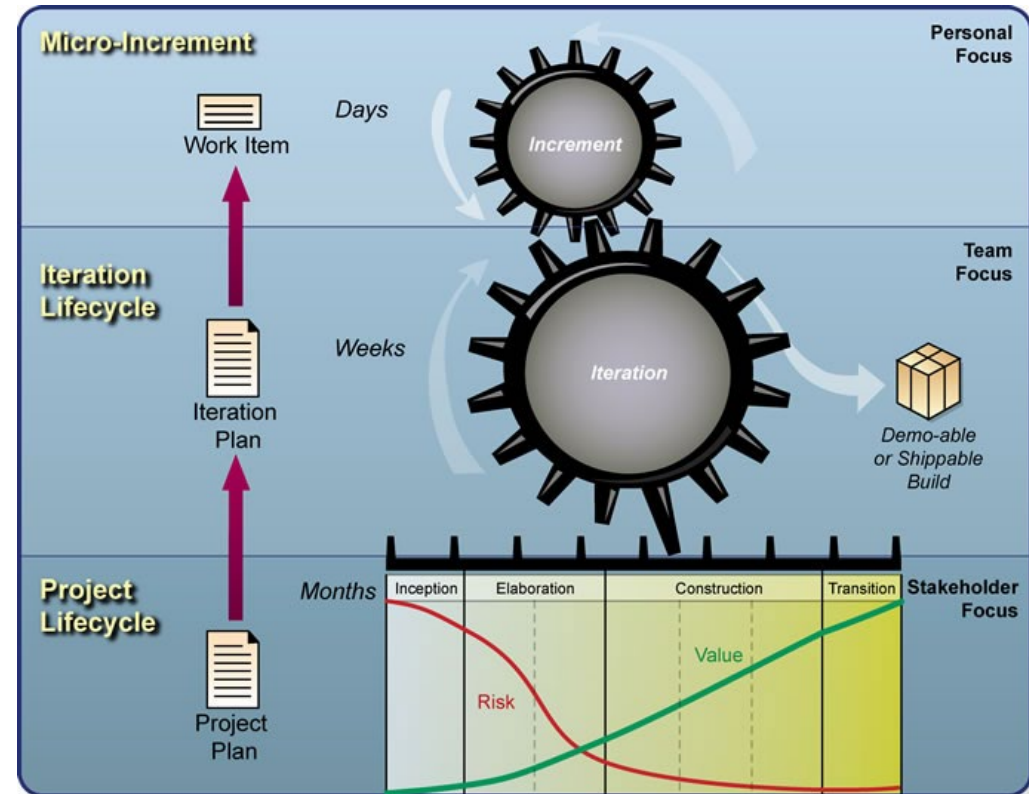 Micro-Increment
Personal
Focus
Days
Work Item
Increment
Iteration
Lifecycle
Team
Focus
Weeks
Iteration
Iteration
Plan
Demo-able
or Shippable
Build
Project
Lifecycle
Months
Inception
Elaboration
Construction
Transition
Stakeholder
Focus
Value
Risk
Project
Plan